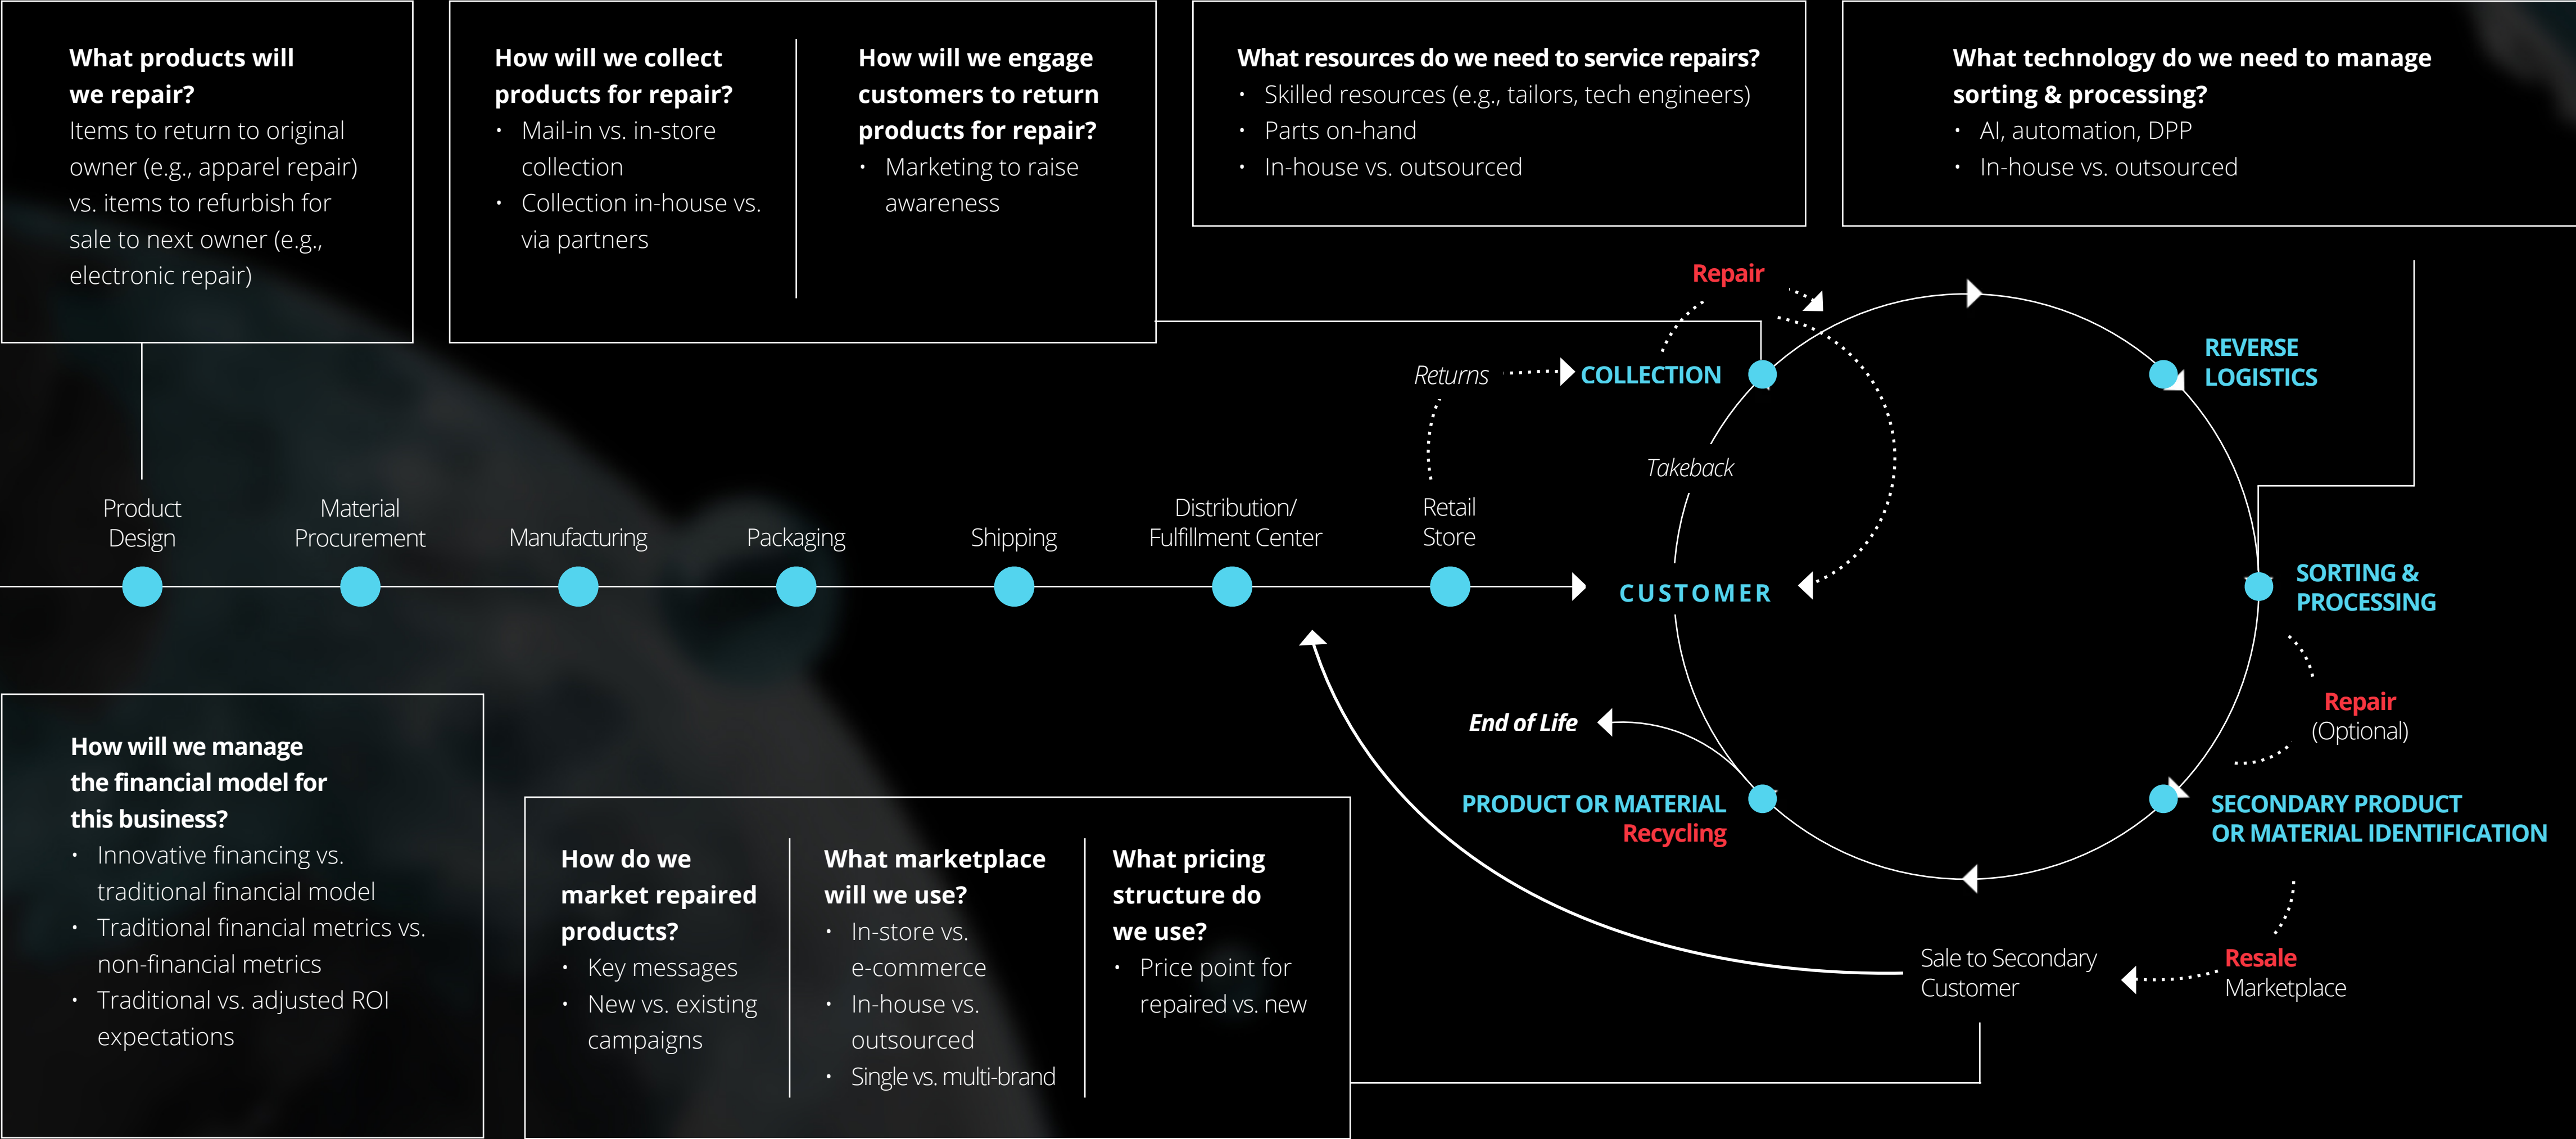 What products will
we repair?
Items to return to original
owner (e.g., apparel repair)
vs. items to refurbish for
sale to next owner (e.g.,
electronic repair)
How will we collect
products for repair?
• Mail-in vs. in-store
collection
• Collection in-house vs.
via partners
How will we engage
customers to return
products for repair?
• Marketing to raise
awareness
What resources do we need to service repairs?
• Skilled resources (e.g., tailors, tech engineers)
• Parts on-hand
• In-house vs. outsourced
What technology do we need to manage
sorting & processing?
• AI, automation, DPP
• In-house vs. outsourced
Repair
Returns
COLLECTION
REVERSE
LOGISTICS
Takeback
Product
Design
Material
Procurement
Manufacturing
Packaging
Shipping
Distribution/
Fulfillment Center
Retail
Store
CUSTOMER
SORTING &
PROCESSING
Repair
(Optional)
End of Life
PRODUCT OR MATERIAL
Recycling
SECONDARY PRODUCT
OR MATERIAL IDENTIFICATION
Sale to Secondary
Customer
Resale
Marketplace
How will we manage
the financial model for
this business?
• Innovative financing vs.
traditional financial model
• Traditional financial metrics vs.
non-financial metrics
• Traditional vs. adjusted ROI
expectations
How do we
market repaired
products?
• Key messages
• New vs. existing
campaigns
What marketplace
will we use?
• In-store vs.
e-commerce
• In-house vs.
outsourced
• Single vs. multi-brand
What pricing
structure do
we use?
• Price point for
repaired vs. new